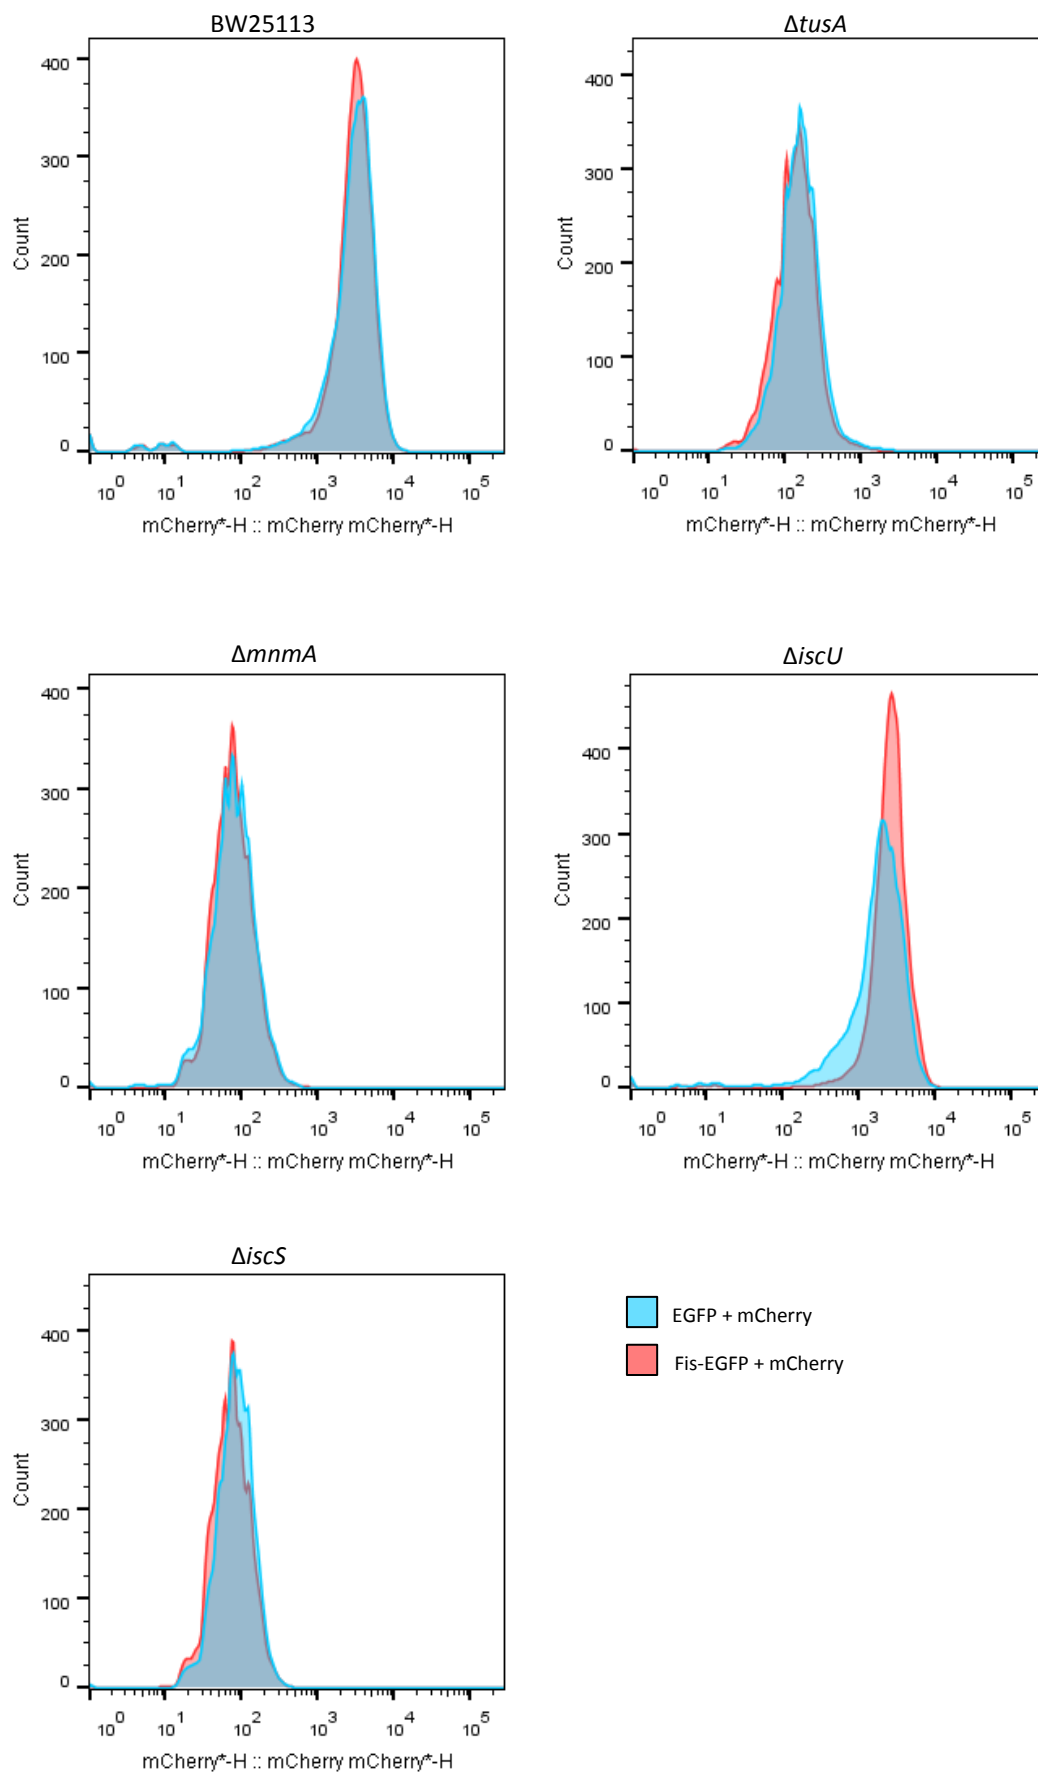 BW25113
400
300
200
100
0
Count
10^0 10^1 10^2 10^3 10^4 10^5
mCherry*-H :: mCherry mCherry*-H
ΔtusA
400
300
200
100
0
Count
10^0 10^1 10^2 10^3 10^4 10^5
mCherry*-H :: mCherry mCherry*-H
ΔmnmA
400
300
200
100
0
Count
10^0 10^1 10^2 10^3 10^4 10^5
mCherry*-H :: mCherry mCherry*-H
ΔiscU
400
300
200
100
0
Count
10^0 10^1 10^2 10^3 10^4 10^5
mCherry*-H :: mCherry mCherry*-H
ΔiscS
400
300
200
100
0
Count
10^0 10^1 10^2 10^3 10^4 10^5
mCherry*-H :: mCherry mCherry*-H
EGFP + mCherry
Fis-EGFP + mCherry